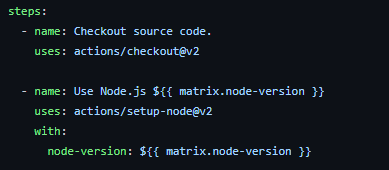 steps:
- name: Checkout source code.
uses: actions/checkout@v2
- name: Use Node.js ${{ matrix.node-version }}
uses: actions/setup-node@v2
with:
node-version: ${{ matrix.node-version }}